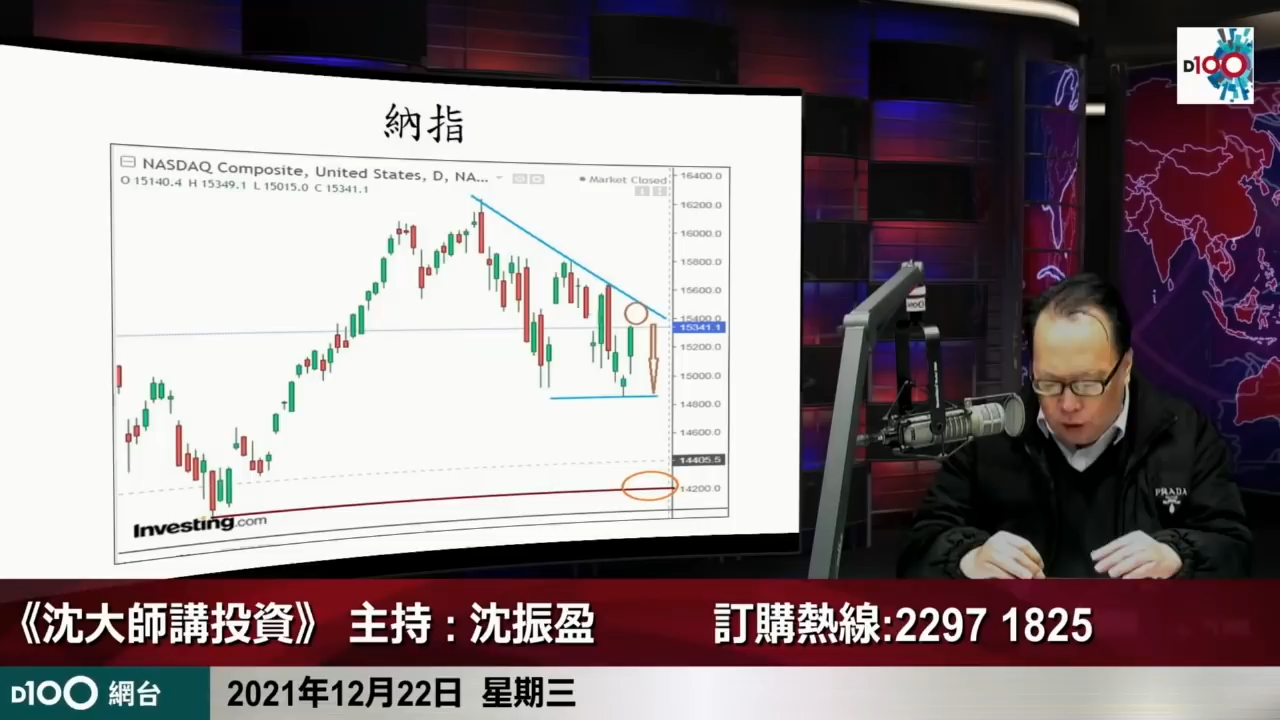 D100
納指
NASDAQ Composite, United States, D, NA...
Market Closed
O 15140.4 H 15349.1 L 15015.0 C 15341.1
16400.0
16200.0
16000.0
15800.0
15600.0
15400.0
15341.1
15200.0
15000.0
14800.0
14600.0
14405.5
14200.0
Investing.com
PRADA
《沈大師講投資》 主持：沈振盈 訂購熱線:2297 1825
D100 網台 2021年12月22日 星期三